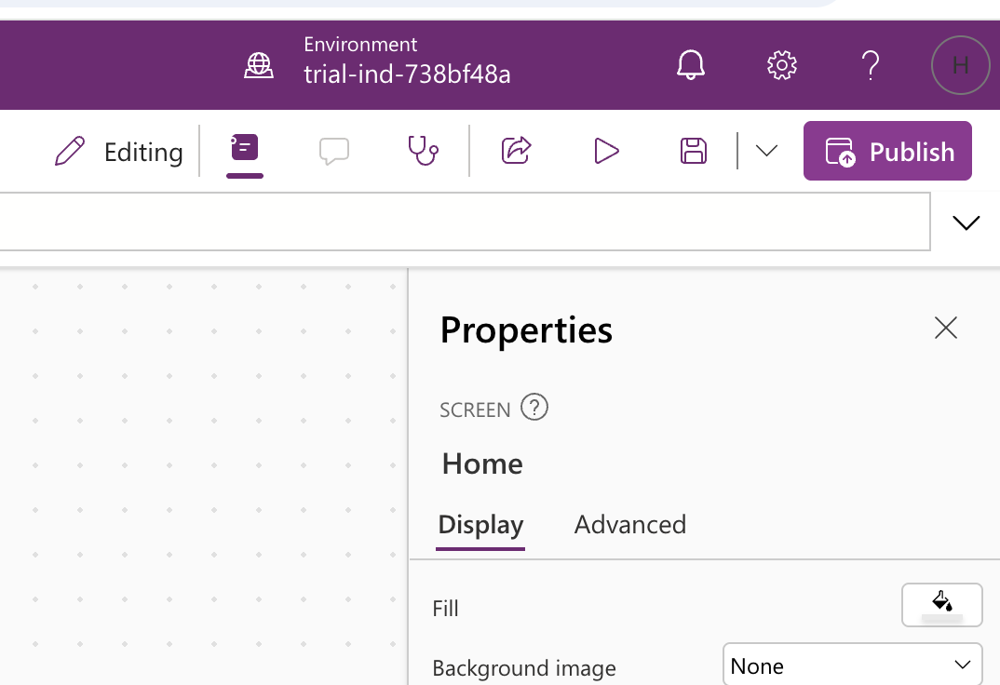 Environment
trial-ind-738bf48a
H
Editing
Publish
Properties
SCREEN
Home
Display Advanced
Fill
Background image None